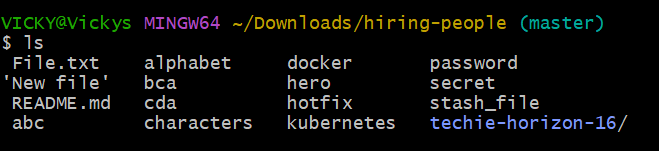 VICKY@Vickys MINGW64 ~/Downloads/hiring-people (master)
$ ls
 File.txt    alphabet     docker       password
'New file'   bca          hero         secret
 README.md   cda          hotfix       stash_file
 abc         characters   kubernetes   techie-horizon-16/